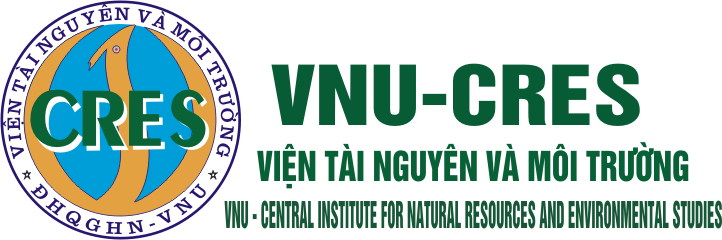 VIỆN TÀI NGUYÊN VÀ MÔI TRƯỜNG
CRES
★ ĐHQGHN-VNU ★
VNU-CRES
VIỆN TÀI NGUYÊN VÀ MÔI TRƯỜNG
VNU - CENTRAL INSTITUTE FOR NATURAL RESOURCES AND ENVIRONMENTAL STUDIES